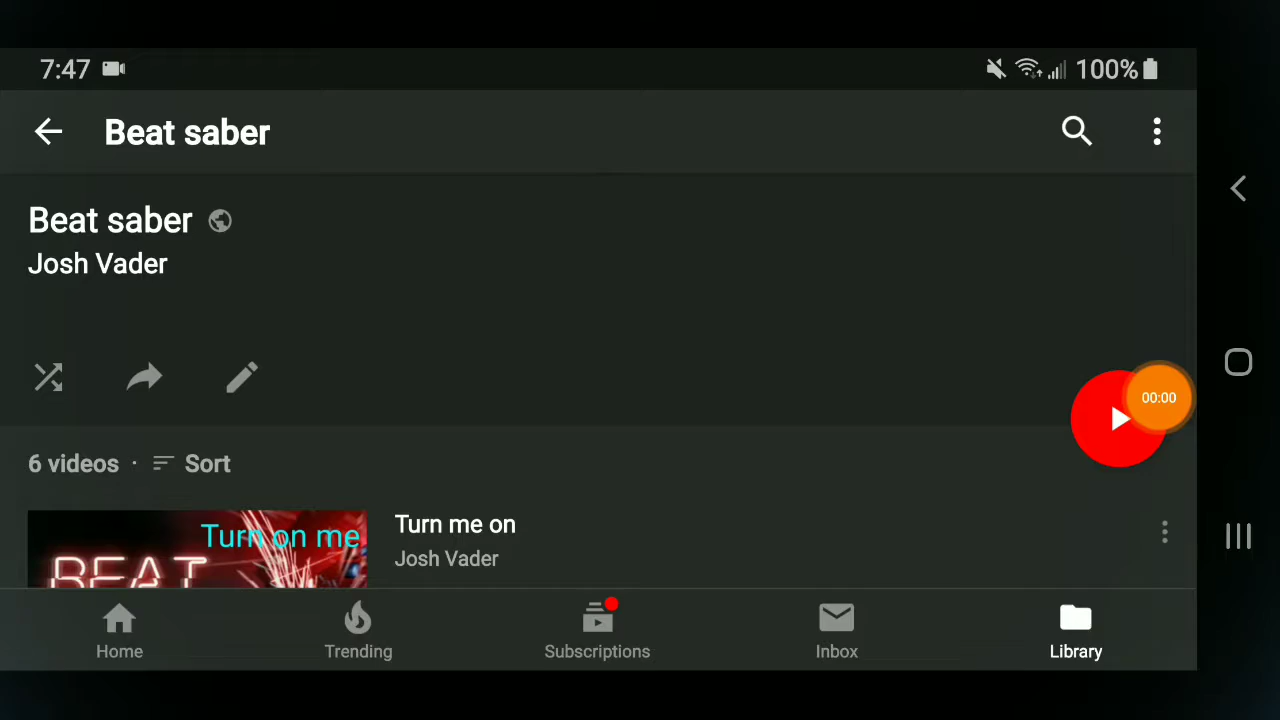 7:47 100%
Beat saber
Beat saber
Josh Vader
00:00
6 videos · Sort
Turn on me
BEAT
Turn me on
Josh Vader
Home Trending Subscriptions Inbox Library